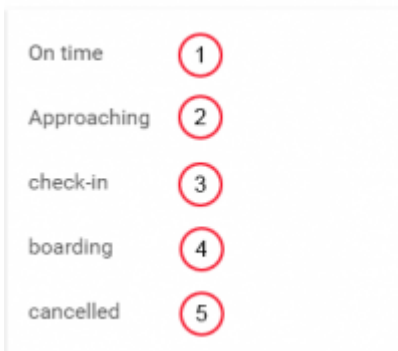 On time 1
Approaching 2
check-in 3
boarding 4
cancelled 5